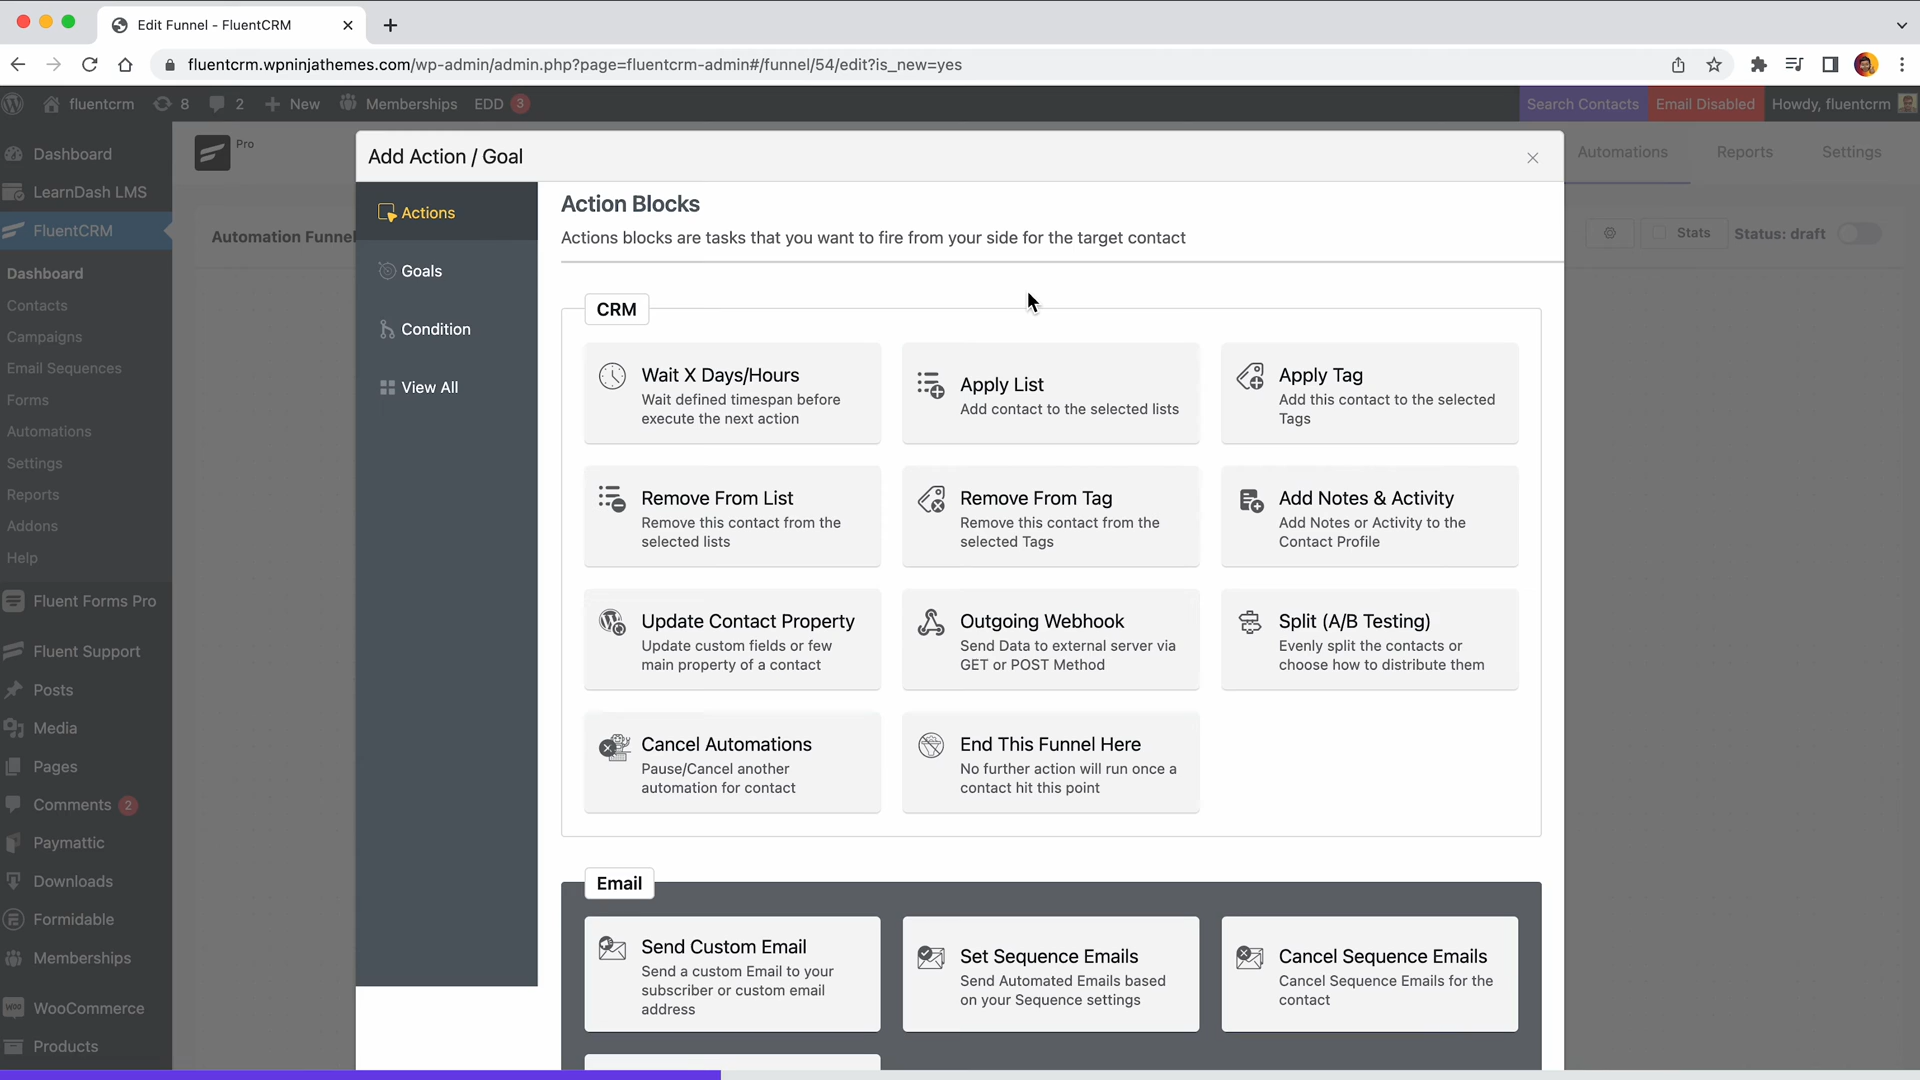 Edit Funnel - FluentCRM
fluentcrm.wpninjathemes.com/wp-admin/admin.php?page=fluentcrm-admin#/funnel/54/edit?is_new=yes
fluentcrm 8 2 New Memberships EDD 3 Search Contacts Email Disabled Howdy, fluentcrm
Dashboard
LearnDash LMS
FluentCRM
Dashboard
Contacts
Campaigns
Email Sequences
Forms
Automations
Settings
Reports
Addons
Help
Fluent Forms Pro
Fluent Support
Posts
Media
Pages
Comments 2
Paymattic
Downloads
Formidable
Memberships
WooCommerce
Products
Pro
Automations Reports Settings
Automation Funnel
Stats Status: draft
Add Action / Goal
Actions
Goals
Condition
View All
Action Blocks
Actions blocks are tasks that you want to fire from your side for the target contact
CRM
Wait X Days/Hours
Wait defined timespan before
execute the next action
Apply List
Add contact to the selected lists
Apply Tag
Add this contact to the selected
Tags
Remove From List
Remove this contact from the
selected lists
Remove From Tag
Remove this contact from the
selected Tags
Add Notes & Activity
Add Notes or Activity to the
Contact Profile
Update Contact Property
Update custom fields or few
main property of a contact
Outgoing Webhook
Send Data to external server via
GET or POST Method
Split (A/B Testing)
Evenly split the contacts or
choose how to distribute them
Cancel Automations
Pause/Cancel another
automation for contact
End This Funnel Here
No further action will run once a
contact hit this point
Email
Send Custom Email
Send a custom Email to your
subscriber or custom email
address
Set Sequence Emails
Send Automated Emails based
on your Sequence settings
Cancel Sequence Emails
Cancel Sequence Emails for the
contact